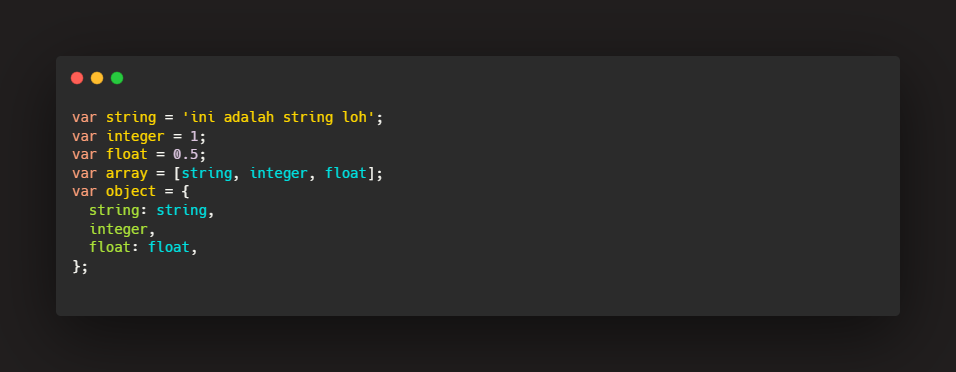 var string = 'ini adalah string loh';
var integer = 1;
var float = 0.5;
var array = [string, integer, float];
var object = {
  string: string,
  integer,
  float: float,
};